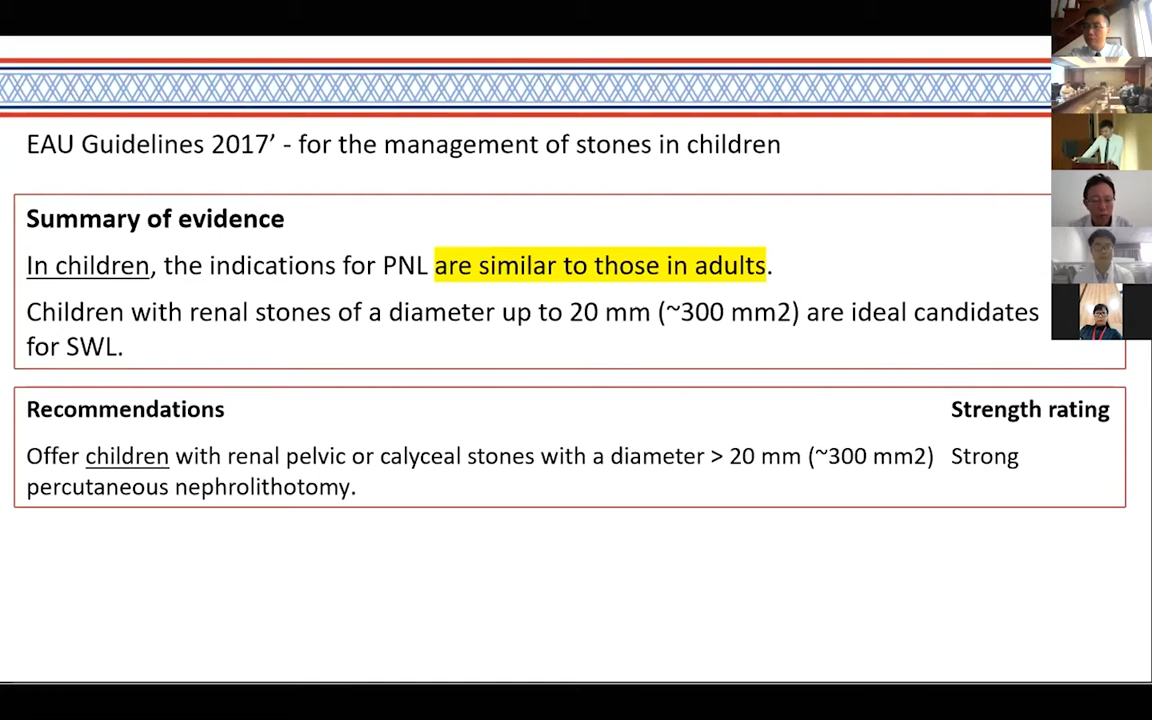 EAU Guidelines 2017’ - for the management of stones in children
Summary of evidence
In children, the indications for PNL are similar to those in adults.
Children with renal stones of a diameter up to 20 mm (~300 mm2) are ideal candidates
for SWL.
Recommendations Strength rating
Offer children with renal pelvic or calyceal stones with a diameter > 20 mm (~300 mm2) Strong
percutaneous nephrolithotomy.